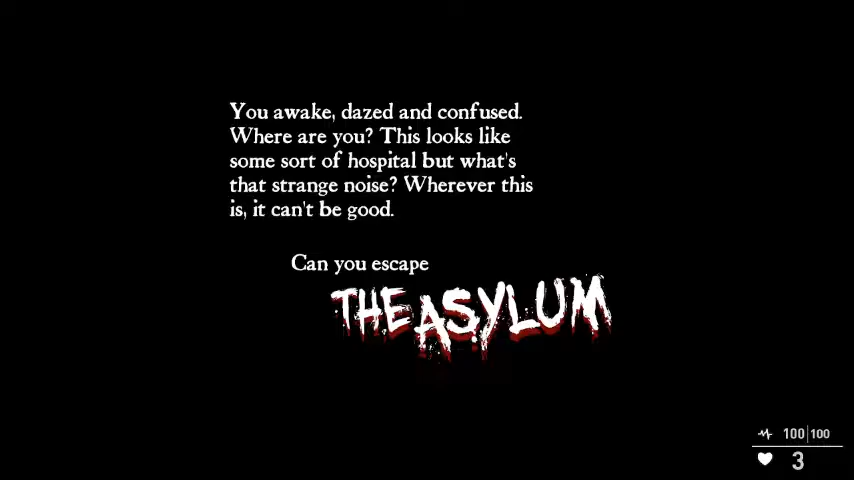 You awake, dazed and confused.
Where are you? This looks like
some sort of hospital but what's
that strange noise? Wherever this
is, it can't be good.
Can you escape
THE ASYLUM
100|100
3